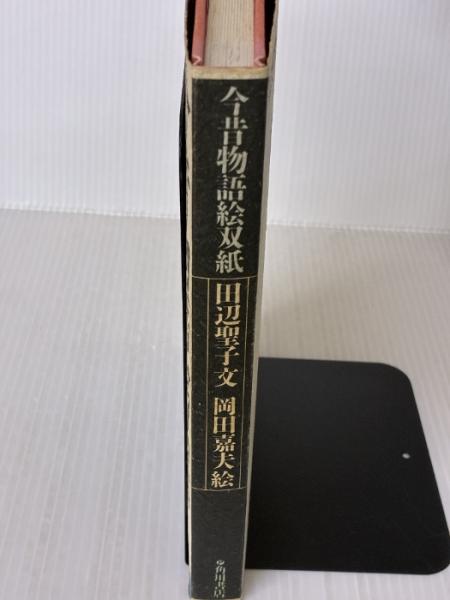 今昔物語絵双紙
田辺聖子文 岡田嘉夫絵
角川書店